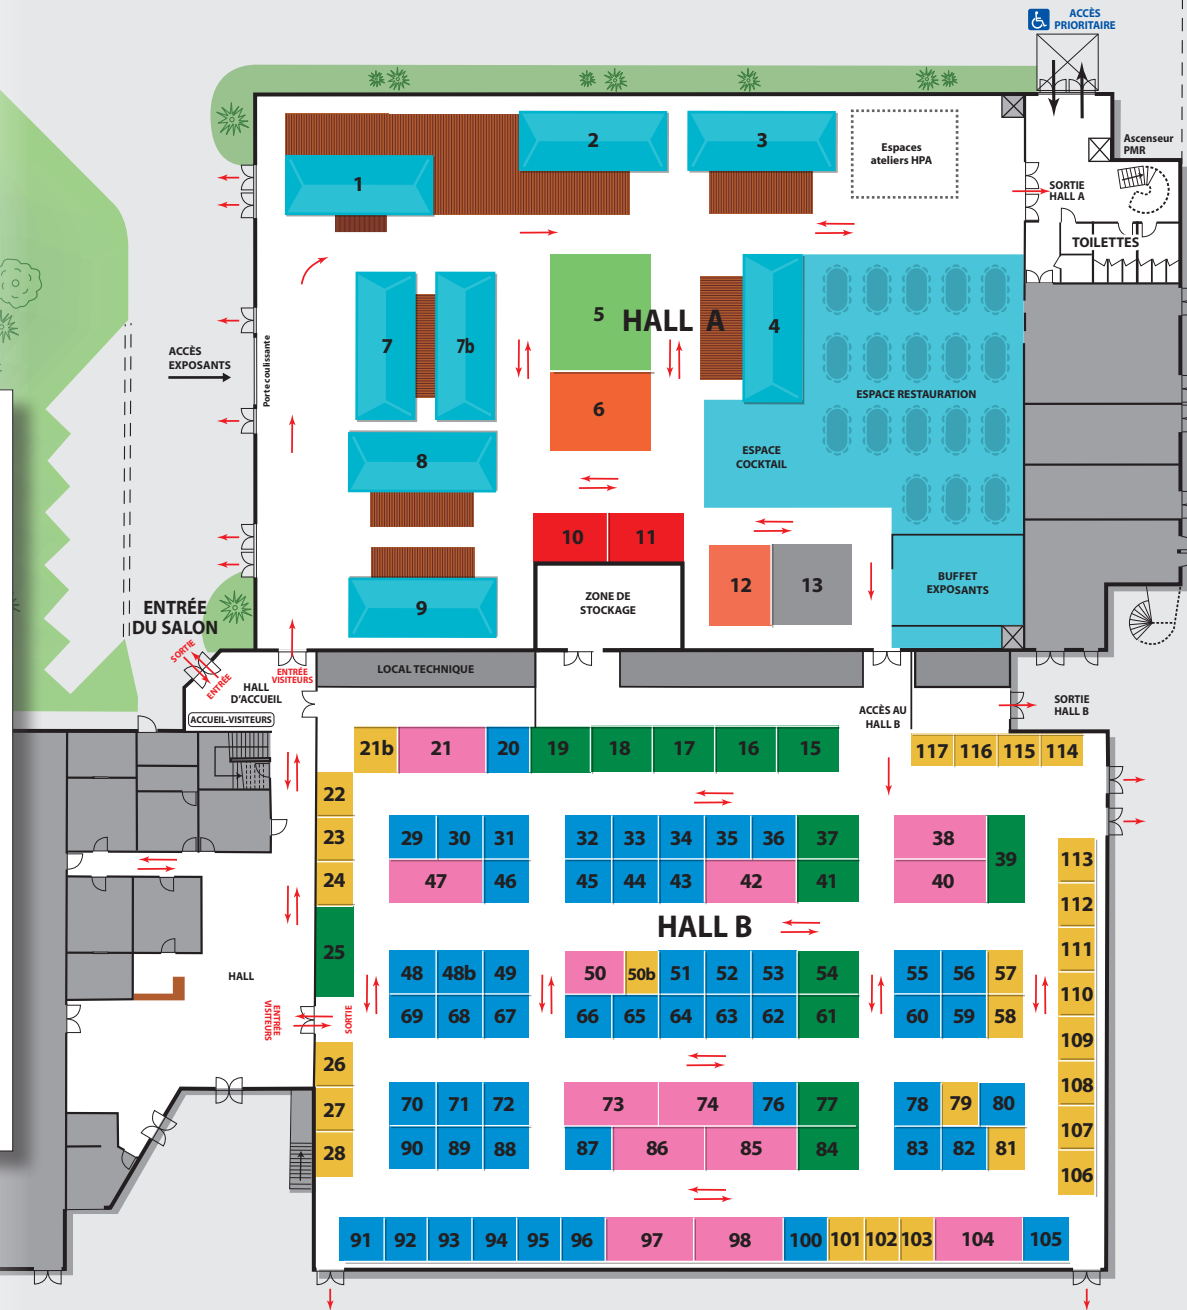 ACCÈS
PRIORITAIRE
Ascenseur
PMR
2
3
Espaces
ateliers HPA
1
SORTIE
HALL A
TOILETTES
5
HALL A
4
7
7b
ACCÈS
EXPOSANTS
Porte coulissante
6
ESPACE RESTAURATION
8
ESPACE
COCKTAIL
10
11
12
13
BUFFET
EXPOSANTS
9
ZONE DE
STOCKAGE
ENTRÉE
DU SALON
SORTIE
ENTRÉE
ENTRÉE
VISITEURS
LOCAL TECHNIQUE
HALL
D'ACCUEIL
ACCUEIL-VISITEURS
ACCÈS AU
HALL B
SORTIE
HALL B
21b
21
20
19
18
17
16
15
117
116
115
114
22
23
24
25
29
30
31
32
33
34
35
36
37
38
39
47
46
45
44
43
42
41
40
113
112
111
110
109
108
107
106
HALL B
HALL
48
48b
49
50
50b
51
52
53
54
55
56
57
69
68
67
66
65
64
63
62
61
60
59
58
ENTRÉE
VISITEURS
SORTIE
26
27
28
70
71
72
73
74
76
77
78
79
80
90
89
88
87
86
85
84
83
82
81
91
92
93
94
95
96
97
98
100
101
102
103
104
105